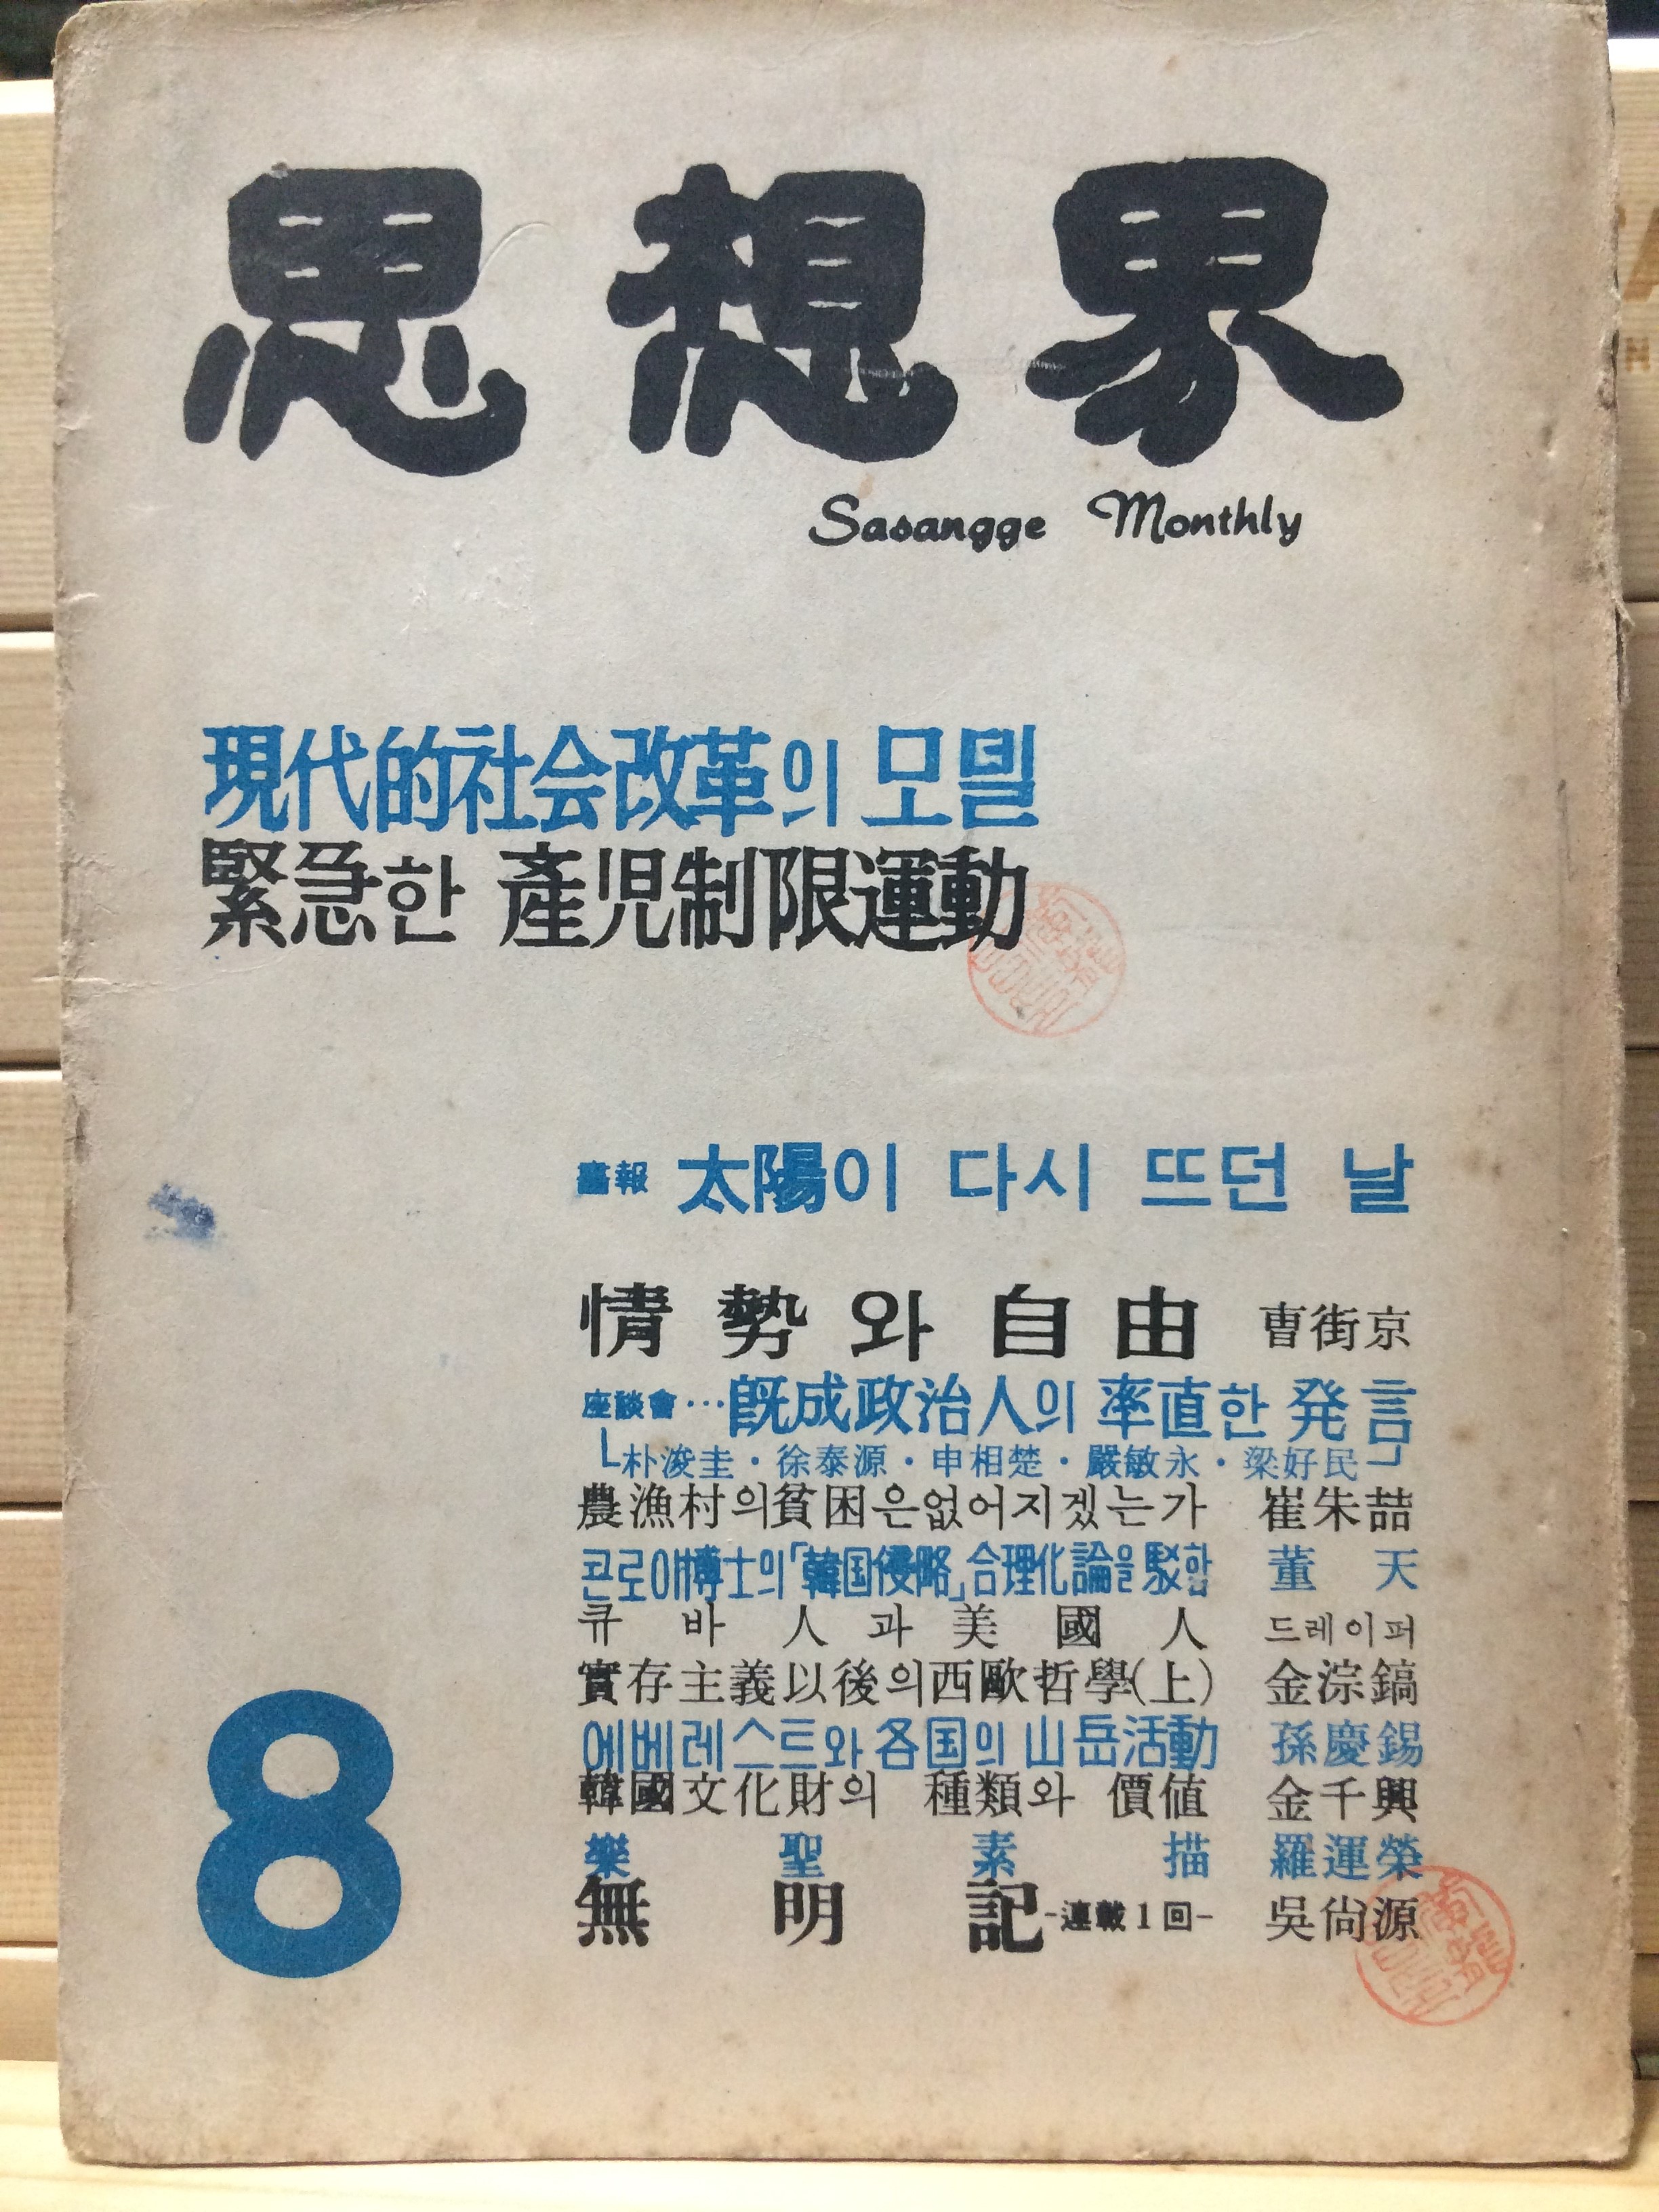 思想界
Sasangge Monthly
現代的社会改革의 모델
緊急한 産児制限運動
畵報 太陽이 다시 뜨던 날
情勢와 自由 曺街京
座談會…旣成政治人의 率直한 発言
朴浚圭・徐泰源・申相楚・嚴敏永・梁好民
農漁村의 貧困은 없어지겠는가 崔朱喆
콘로이博士의「韓国侵略」合理化論을 駁함 董天
큐바人과 美國人 드레이퍼
實存主義以後의 西歐哲學(上) 金淙鎬
에베레스트와 各国의 山岳活動 孫慶錫
韓國文化財의 種類와 價値 金千興
樂聖素描 羅運榮
無明記 -連載1回- 吳尙源
8